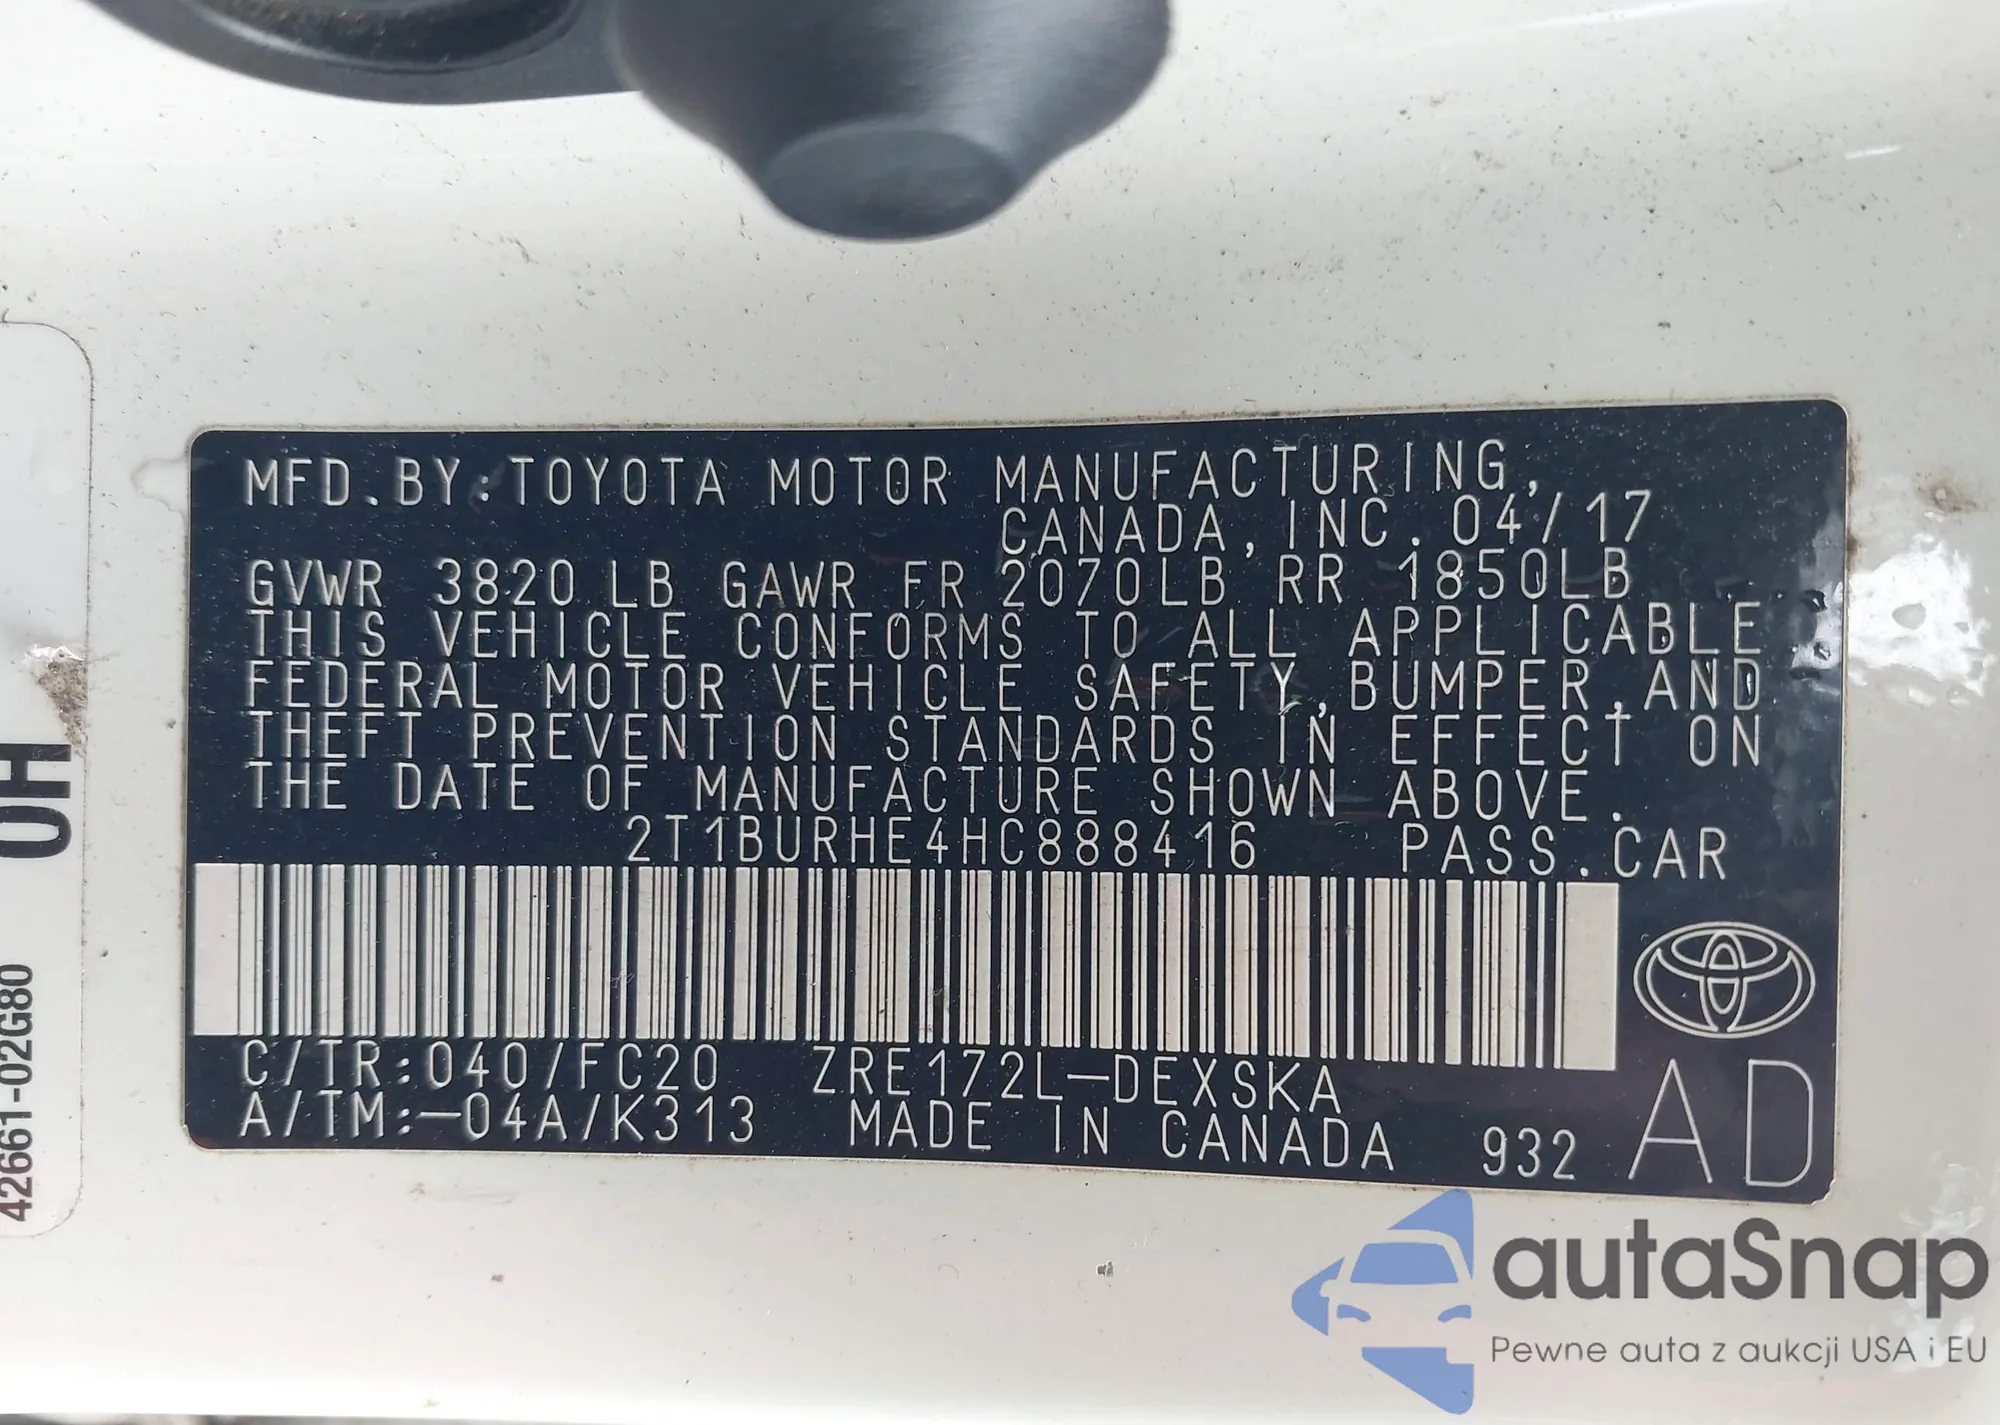 MFD.BY:TOYOTA MOTOR MANUFACTURING,
CANADA, INC. 04/17
GVWR 3820LB GAWR FR 2070LB RR 1850LB
THIS VEHICLE CONFORMS TO ALL APPLICABLE
FEDERAL MOTOR VEHICLE SAFETY,BUMPER,AND
THEFT PREVENTION STANDARDS IN EFFECT ON
THE DATE OF MANUFACTURE SHOWN ABOVE.
2T1BURHE4HC888416 PASS.CAR
C/TR:040/FC20 ZRE172L-DEXSKA
A/TM:-04A/K313 MADE IN CANADA 932 AD
42661-02G80 0H
autaSnap
Pewne auta z aukcji USA i EU